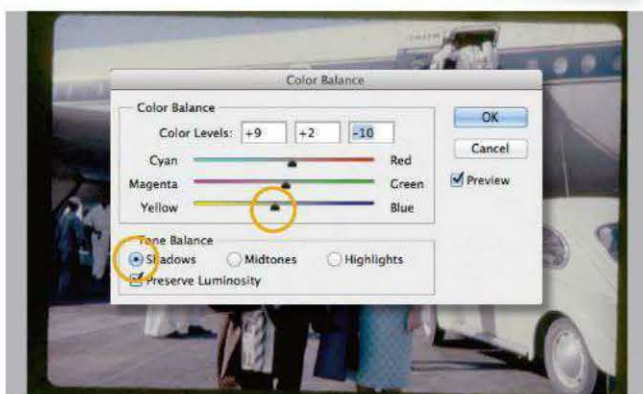 Color Balance
Color Balance
Color Levels: +9 +2 -10
Cyan Red
Magenta Green
Yellow Blue
Tone Balance
Shadows Midtones Highlights
Preserve Luminosity
OK
Cancel
Preview